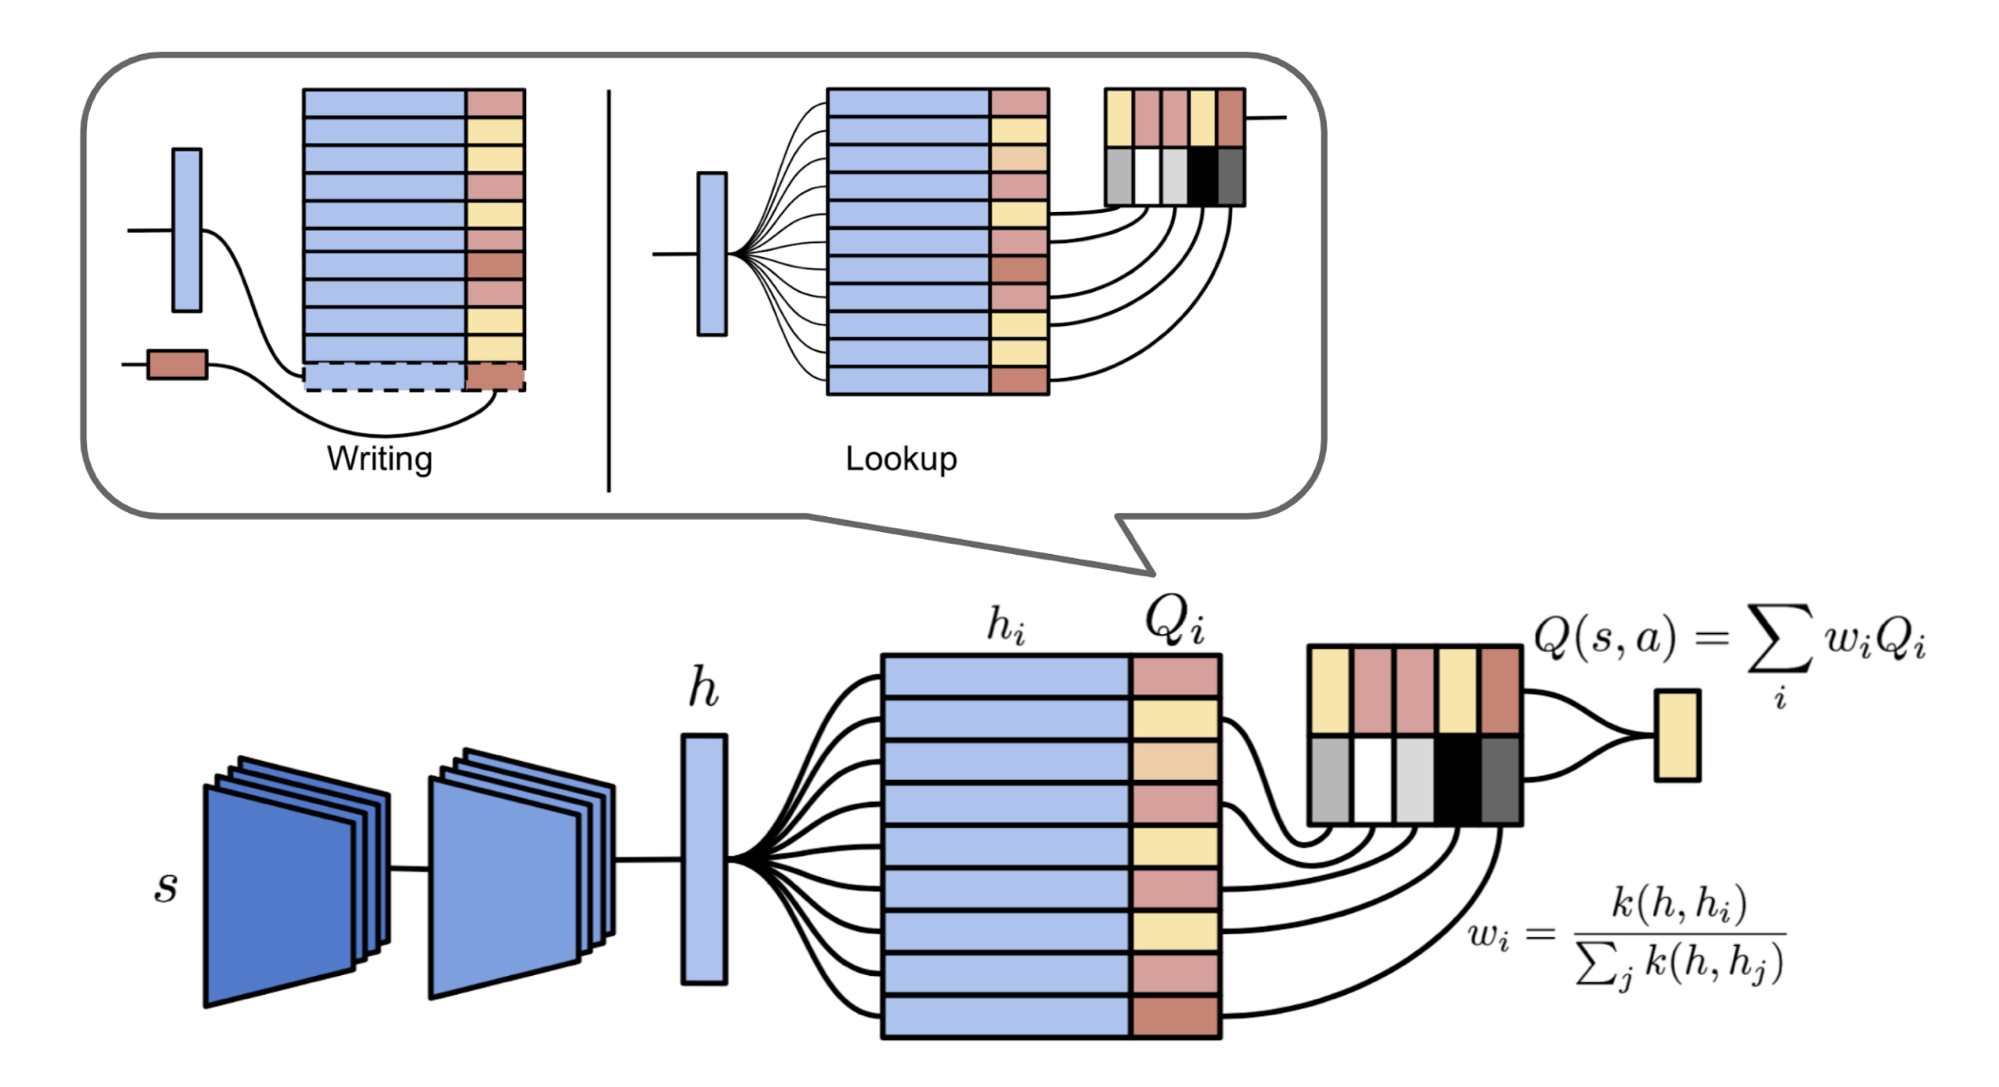 Writing
Lookup
h_i
Q_i
Q(s, a) = \sum_i w_i Q_i
h
s
w_i = \frac{k(h, h_i)}{\sum_j k(h, h_j)}